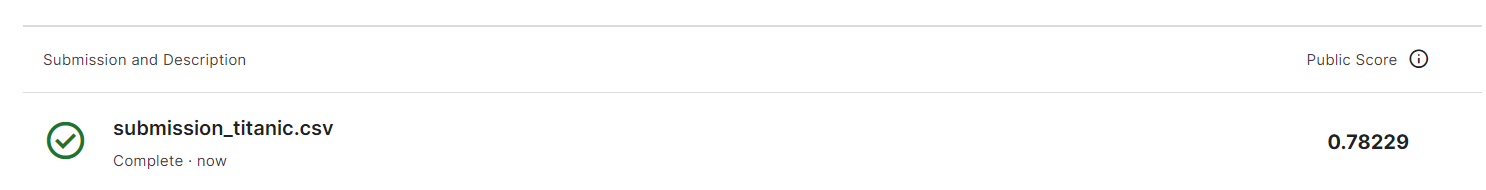 Submission and Description Public Score
submission_titanic.csv
Complete · now
0.78229